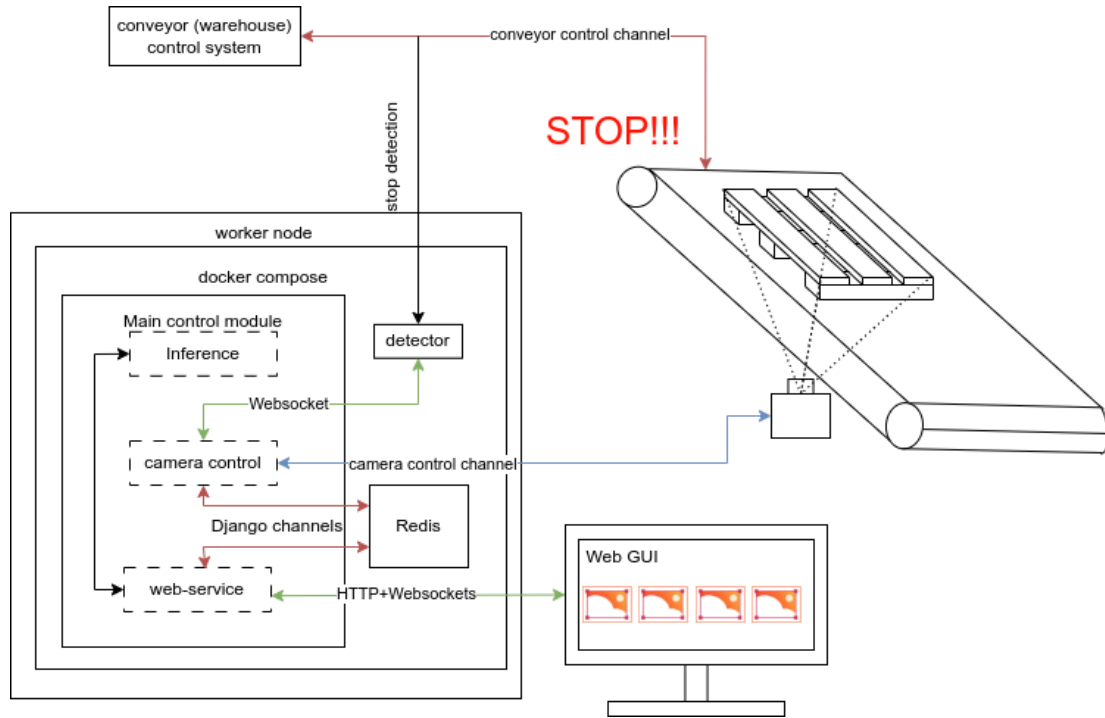 conveyor (warehouse)
control system
conveyor control channel
STOP!!!
stop detection
worker node
docker compose
Main control module
Inference
detector
Websocket
camera control
camera control channel
Django channels
Redis
web-service
HTTP+Websockets
Web GUI